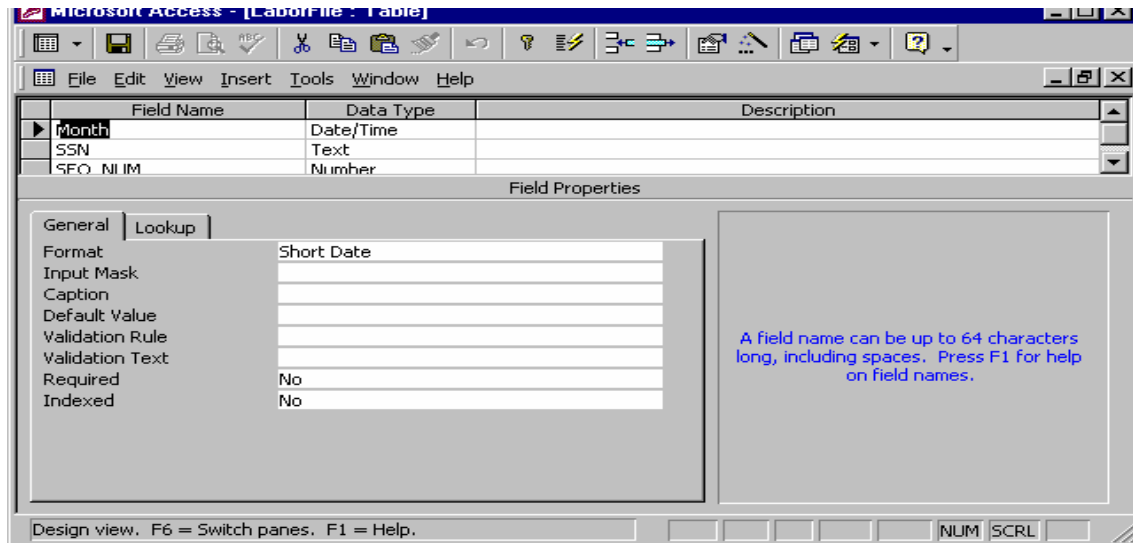 Microsoft Access - [LaborFile : Table]
File Edit View Insert Tools Window Help
Field Name Data Type Description
Month Date/Time
SSN Text
SEQ_NUM Number
Field Properties
General Lookup
Format Short Date
Input Mask
Caption
Default Value
Validation Rule
Validation Text
Required No
Indexed No
A field name can be up to 64 characters
long, including spaces. Press F1 for help
on field names.
Design view. F6 = Switch panes. F1 = Help. NUM SCRL